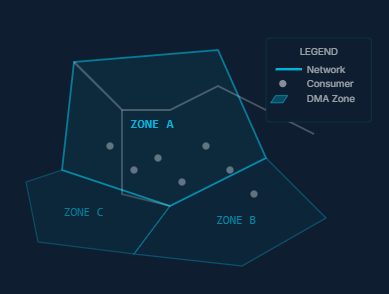 LEGEND
Network
Consumer
DMA Zone
ZONE A
ZONE C
ZONE B